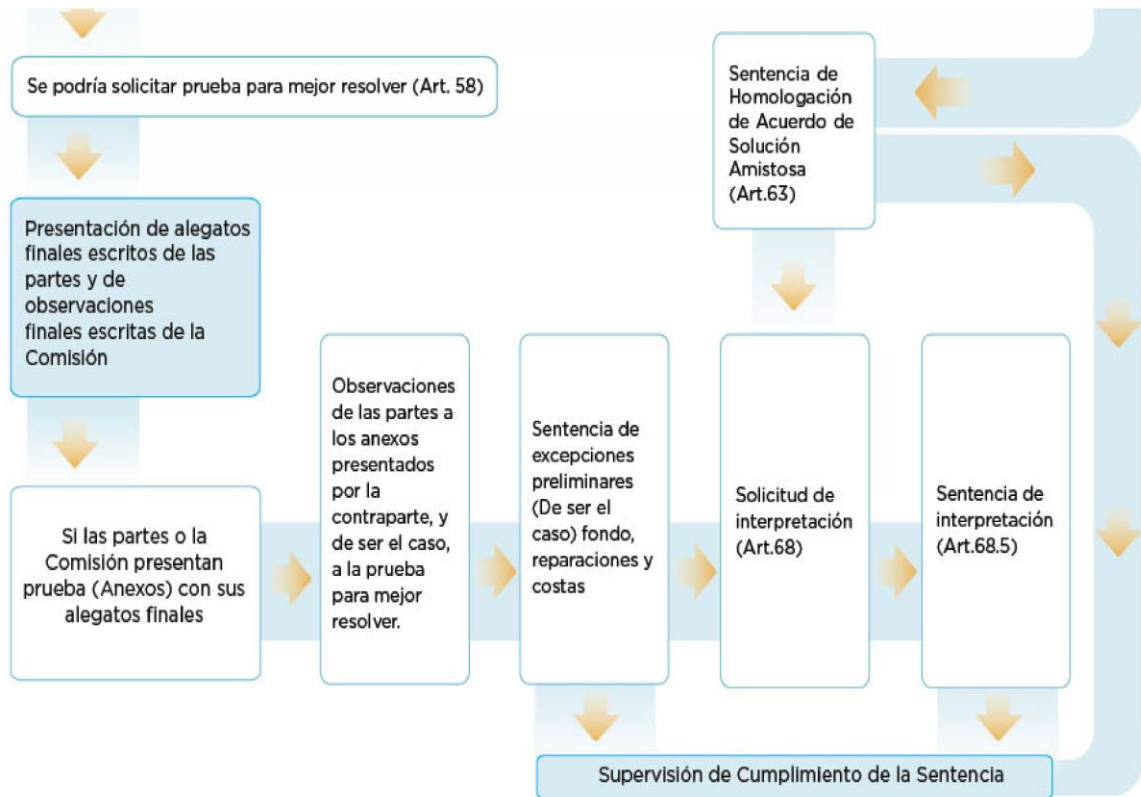 Se podría solicitar prueba para mejor resolver (Art. 58)
Presentación de alegatos
finales escritos de las
partes y de
observaciones
finales escritas de la
Comisión
Si las partes o la
Comisión presentan
prueba (Anexos) con sus
alegatos finales
Observaciones
de las partes a
los anexos
presentados
por la
contraparte, y
de ser el caso,
a la prueba
para mejor
resolver.
Sentencia de
excepciones
preliminares
(De ser el
caso) fondo,
reparaciones y
costas
Sentencia de
Homologación
de Acuerdo de
Solución
Amistosa
(Art.63)
Solicitud de
interpretación
(Art.68)
Sentencia de
interpretación
(Art.68.5)
Supervisión de Cumplimiento de la Sentencia